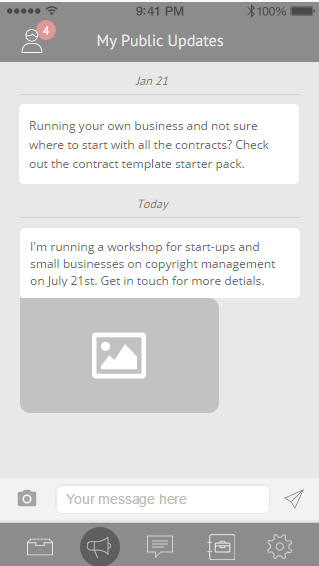 9:41 PM 100%
4
My Public Updates
Jan 21
Running your own business and not sure
where to start with all the contracts? Check
out the contract template starter pack.
Today
I'm running a workshop for start-ups and
small businesses on copyright management
on July 21st. Get in touch for more detials.
Your message here